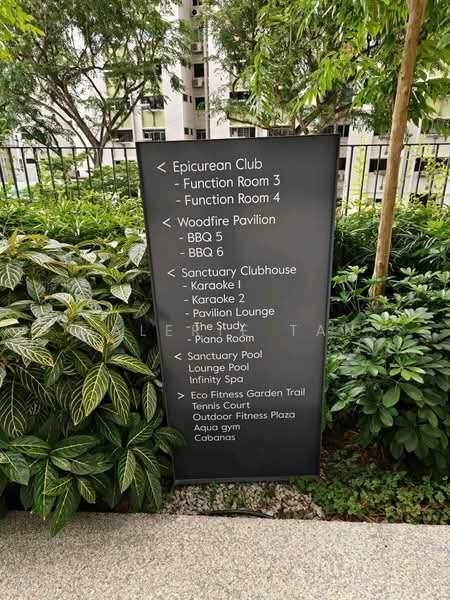 < Epicurean Club
- Function Room 3
- Function Room 4
< Woodfire Pavilion
- BBQ 5
- BBQ 6
< Sanctuary Clubhouse
- Karaoke 1
- Karaoke 2
- Pavilion Lounge
- The Study
- Piano Room
< Sanctuary Pool
Lounge Pool
Infinity Spa
> Eco Fitness Garden Trail
Tennis Court
Outdoor Fitness Plaza
Aqua gym
Cabanas